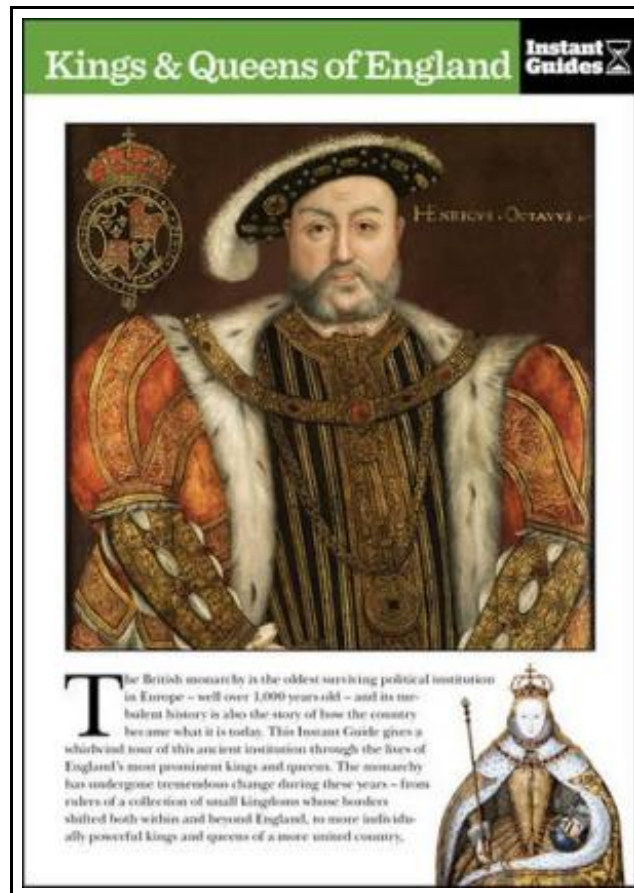 Kings & Queens of England
Instant
Guides
HENRICVS · OCTAVVS
The British monarchy is the oldest surviving political institution
in Europe – well over 1,000 years old – and its tur-
bulent history is also the story of how the country
became what it is today. This Instant Guide gives a
whirlwind tour of this ancient institution through the lives of
England's most prominent kings and queens. The monarchy
has undergone tremendous change during these years – from
rulers of a collection of small kingdoms whose borders
shifted both within and beyond England, to more individu-
ally powerful kings and queens of a more united country,